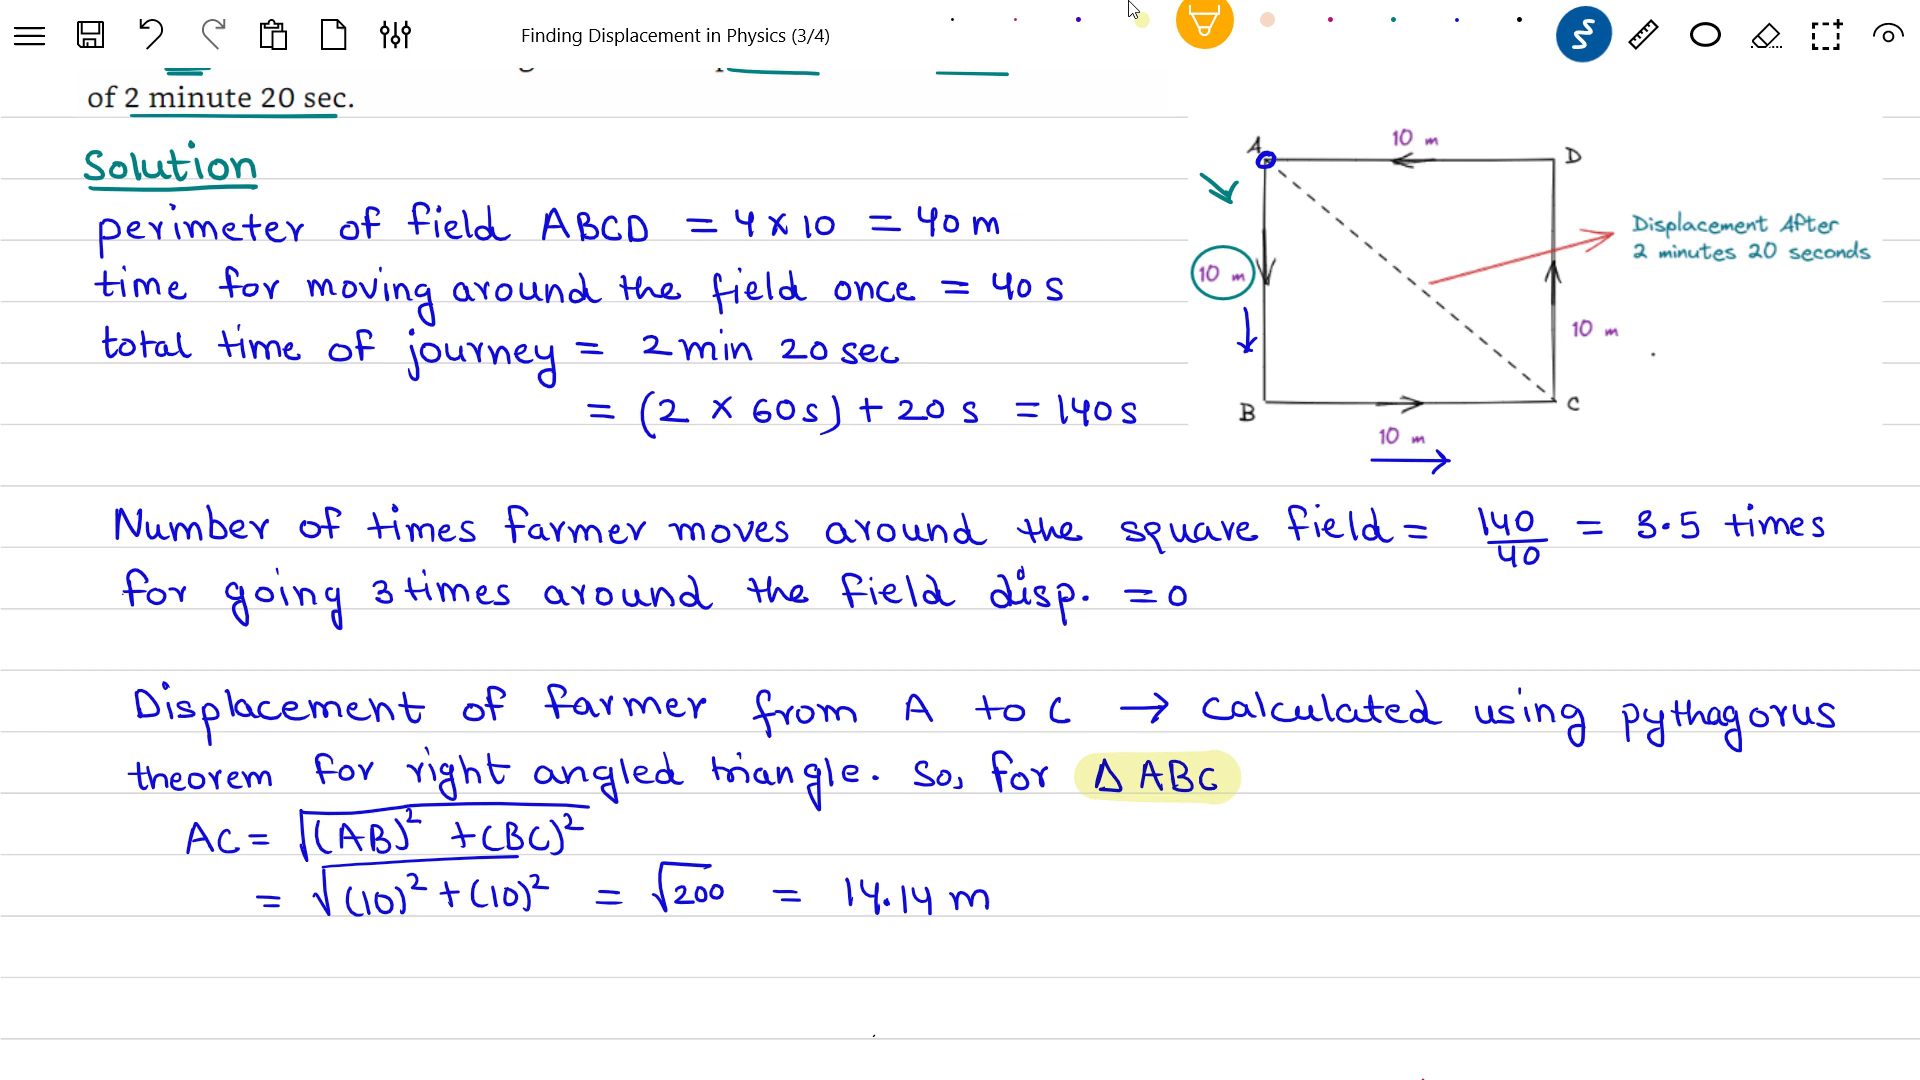 Finding Displacement in Physics (3/4)
of 2 minute 20 sec.
Solution
perimeter of field ABCD = 4 x 10 = 40 m
time for moving around the field once = 40 s
total time of journey = 2 min 20 sec
= (2 x 60s) + 20 s = 140 s
A
10 m
D
Displacement After
2 minutes 20 seconds
10 m
10 m
B
C
10 m
Number of times farmer moves around the square field = 140/40 = 3.5 times
for going 3 times around the field disp. = 0
Displacement of farmer from A to C → calculated using pythagorus
theorem for right angled triangle. So, for Δ ABC
AC = √(AB)² + (BC)²
= √(10)² + (10)² = √200 = 14.14 m